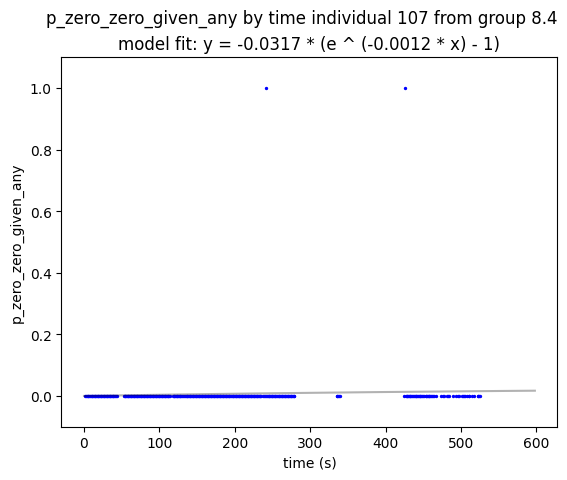 p_zero_zero_given_any by time individual 107 from group 8.4
model fit: y = -0.0317 * (e ^ (-0.0012 * x) - 1)
1.0
0.8
0.6
0.4
0.2
0.0
p_zero_zero_given_any
0 100 200 300 400 500 600
time (s)